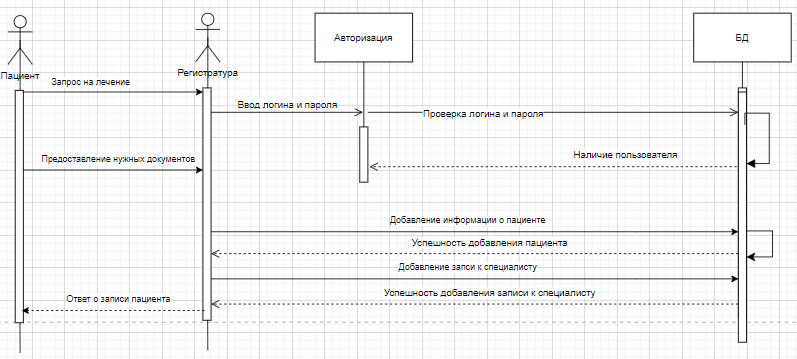 Авторизация
БД
Пациент
Регистратура
Запрос на лечение
Ввод логина и пароля
Проверка логина и пароля
Наличие пользователя
Предоставление нужных документов
Добавление информации о пациенте
Успешность добавления пациента
Добавление запси к специалисту
Успешность добавления записи к специалисту
Ответ о записи пациента